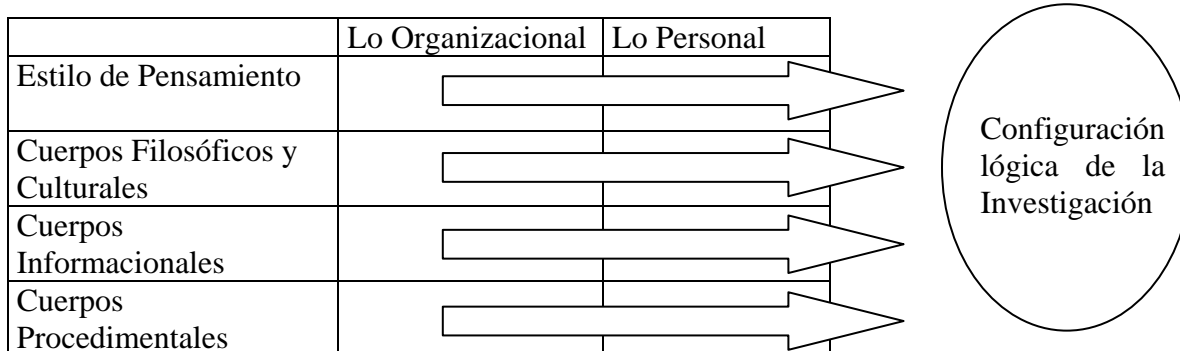 Lo Organizacional Lo Personal
Estilo de Pensamiento
Cuerpos Filosóficos y
Culturales
Cuerpos
Informacionales
Cuerpos
Procedimentales
Configuración
lógica de la
Investigación